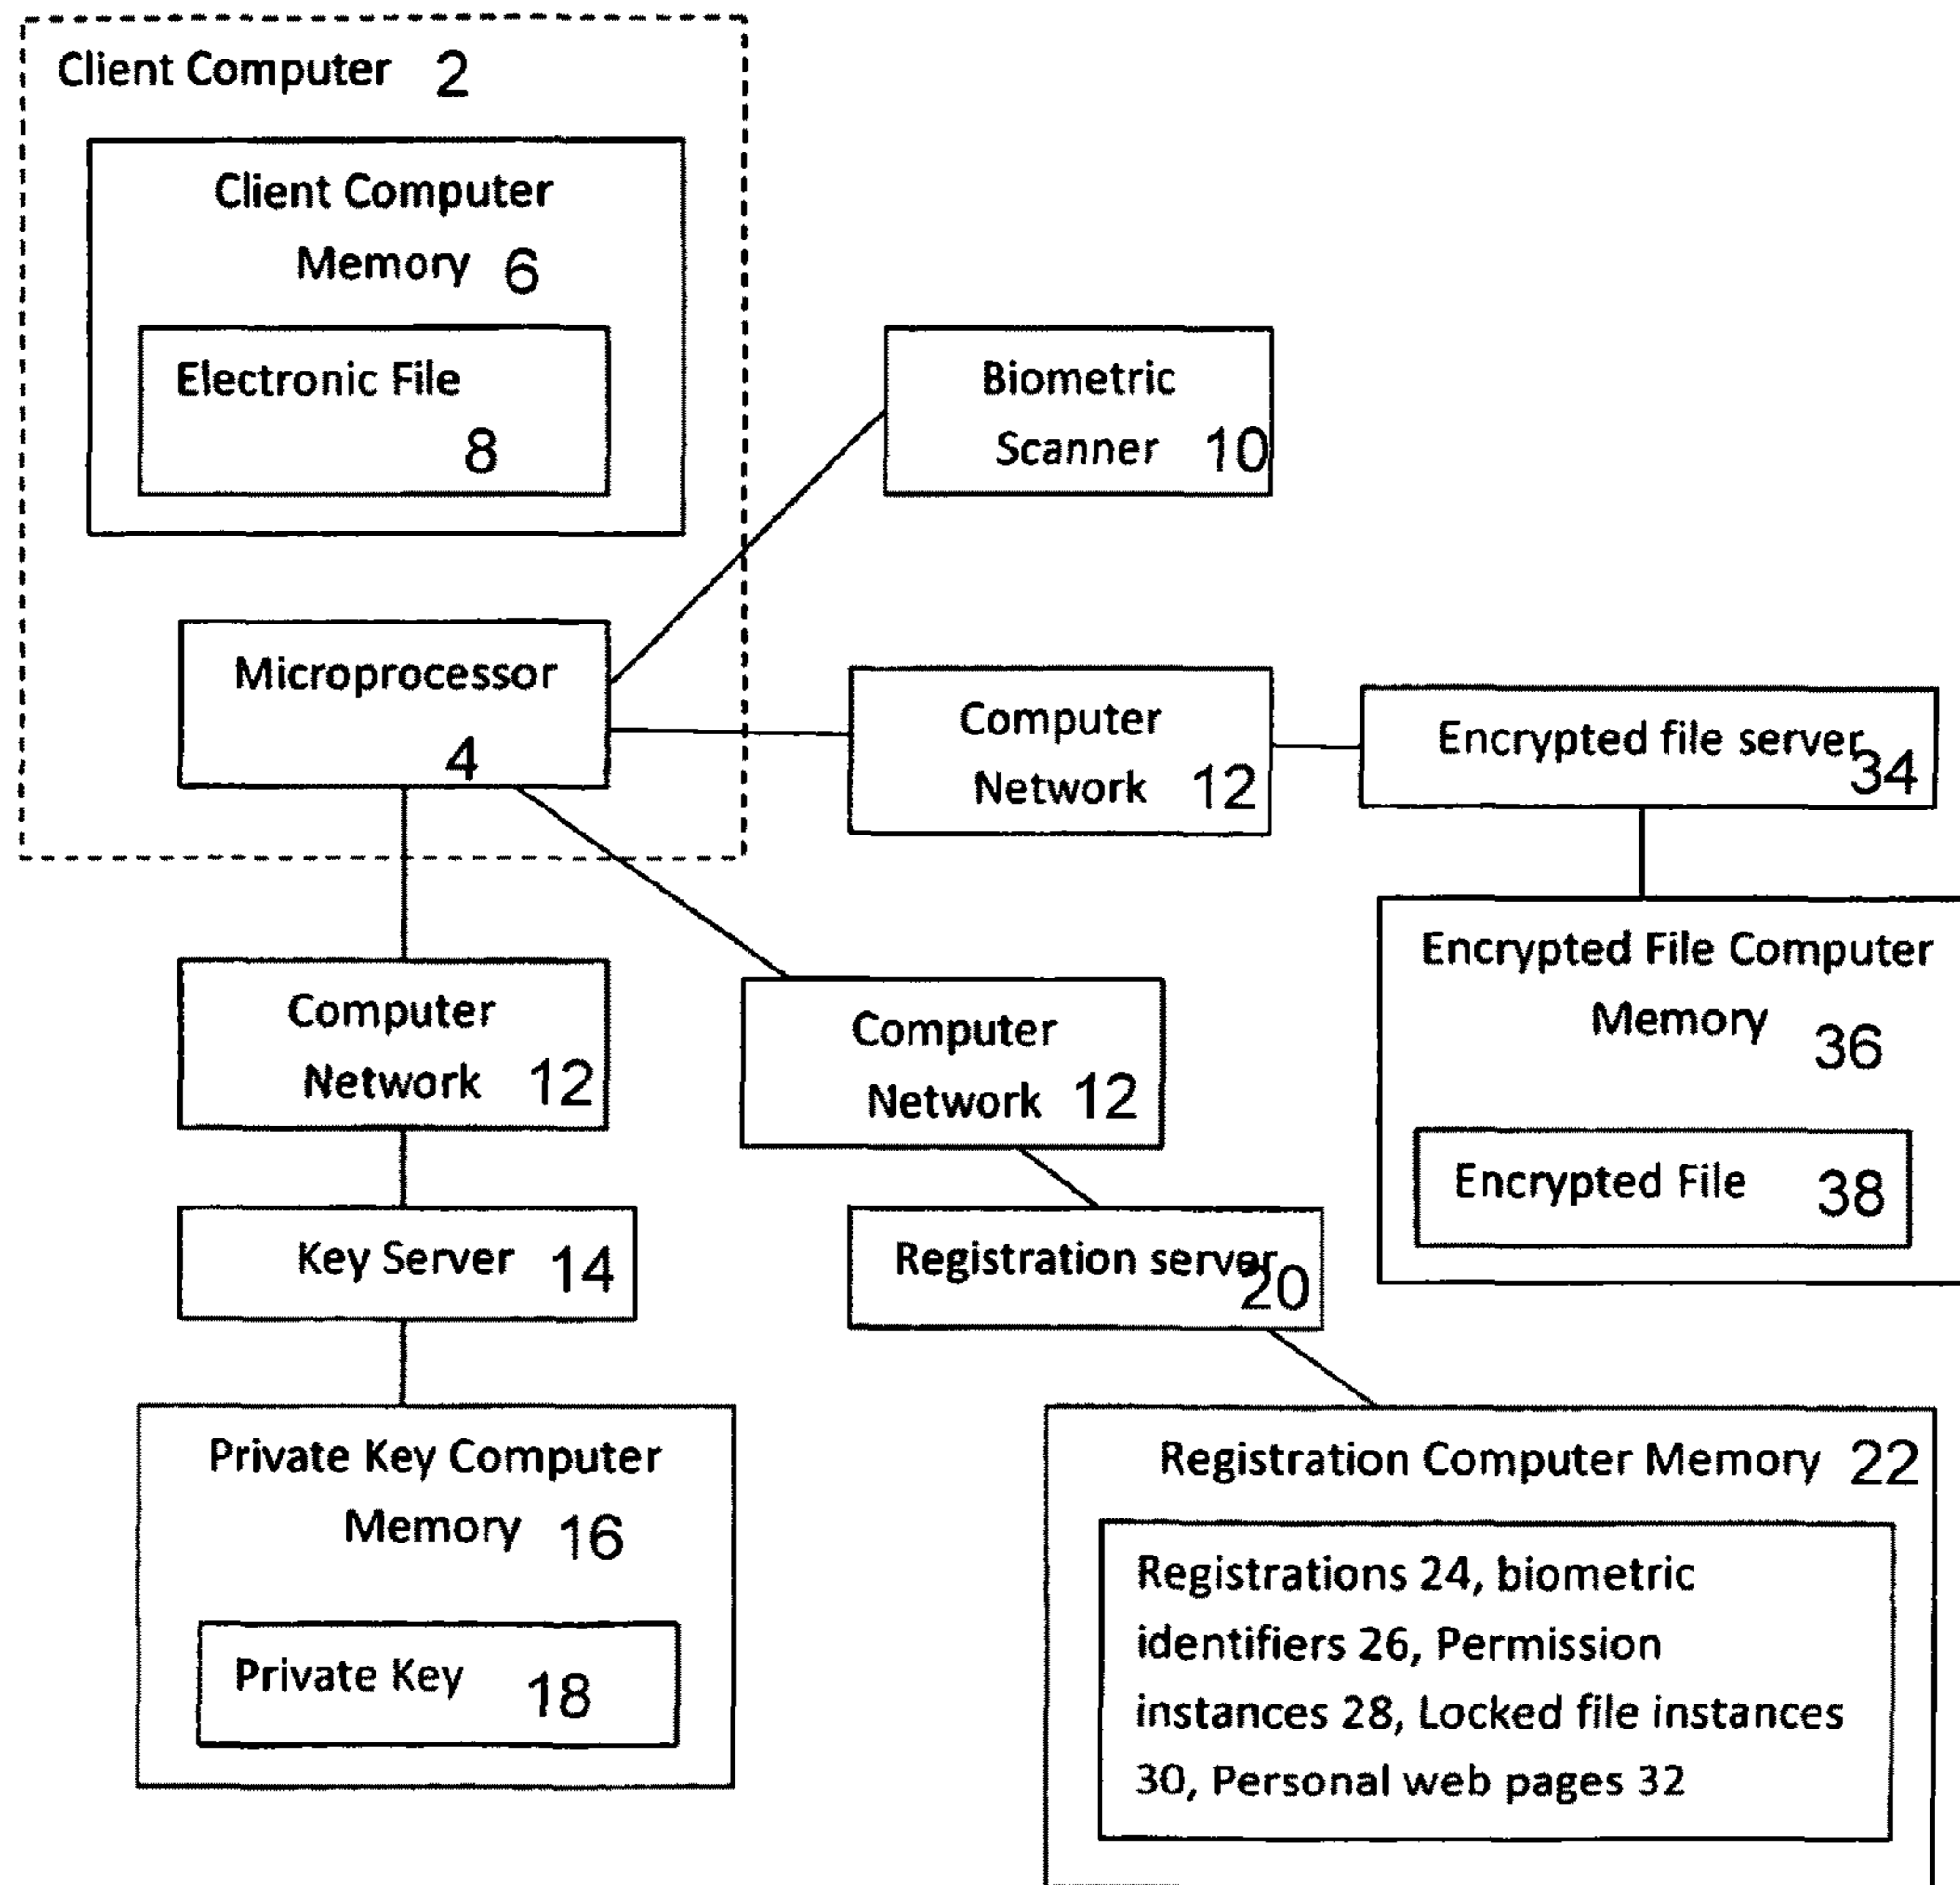 Client Computer 2
Client Computer
Memory 6
Electronic File
8
Biometric
Scanner 10
Microprocessor
4
Computer
Network 12
Encrypted file server
34
Encrypted File Computer
Memory 36
Encrypted File 38
Computer
Network 12
Computer
Network 12
Key Server 14
Registration server
20
Private Key Computer
Memory 16
Private Key 18
Registration Computer Memory 22
Registrations 24, biometric
identifiers 26, Permission
instances 28, Locked file instances
30, Personal web pages 32